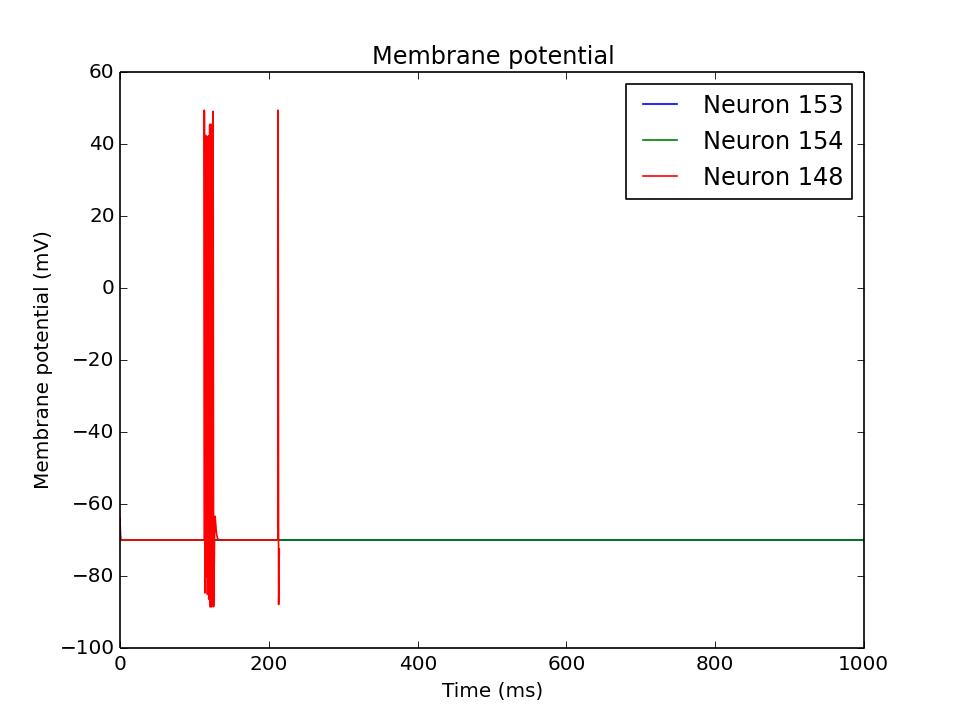 Membrane potential
60
40
20
0
−20
−40
−60
−80
−100
Membrane potential (mV)
Neuron 153
Neuron 154
Neuron 148
0 200 400 600 800 1000
Time (ms)